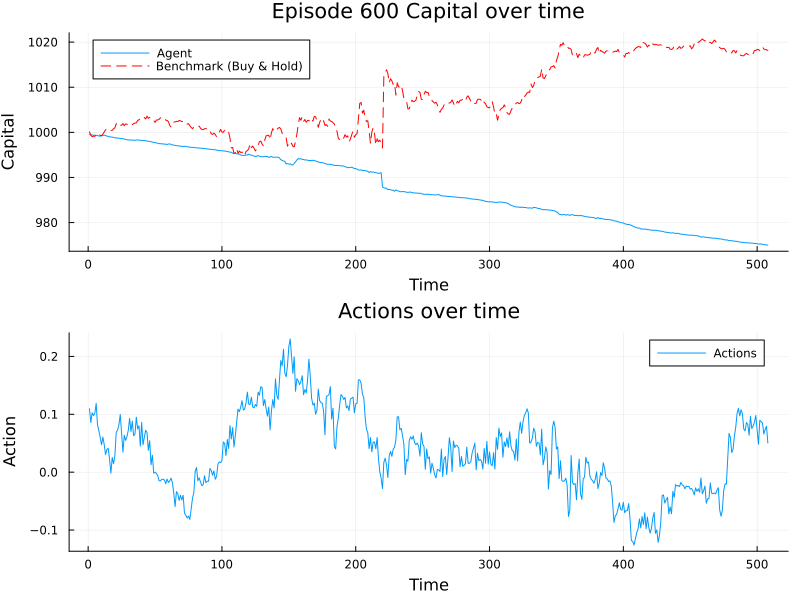 Episode 600 Capital over time
Agent
Benchmark (Buy & Hold)
Capital
1020
1010
1000
990
980
0 100 200 300 400 500
Time
Actions over time
Actions
Action
0.2
0.1
0.0
−0.1
0 100 200 300 400 500
Time